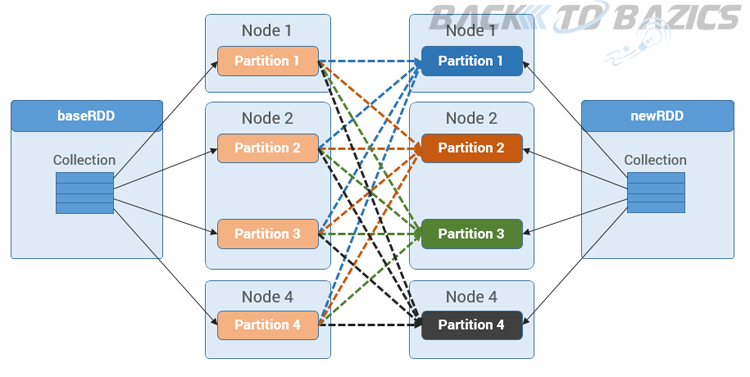 BACK TO BAZICS
Node 1
Partition 1
Node 1
Partition 1
baseRDD
Collection
Node 2
Partition 2
Partition 3
Node 2
Partition 2
Partition 3
newRDD
Collection
Node 4
Partition 4
Node 4
Partition 4